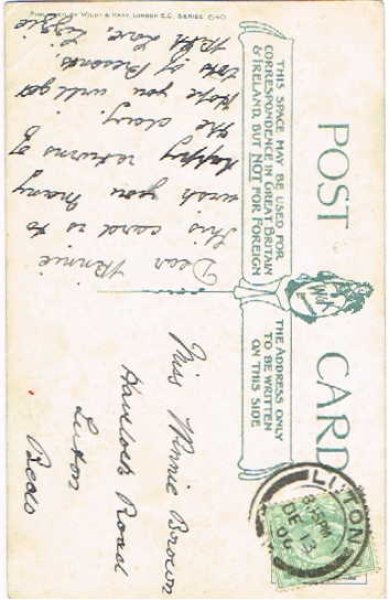 PUBLISHED BY WILDT & KRAY, LONDON E.C. SERIES 640
POST CARD
THIS SPACE MAY BE USED FOR
CORRESPONDENCE IN GREAT BRITAIN
& IRELAND, BUT NOT FOR FOREIGN
THE ADDRESS ONLY
TO BE WRITTEN
ON THIS SIDE
Dear Minnie
this card is to
wish you many
happy returns of
the day.
Hope you will get
lots of Presents.
With Love, Lizzie
Miss Minnie Brown
Havelock Road
Luton
Beds
LUTON
8.15PM
DE 13